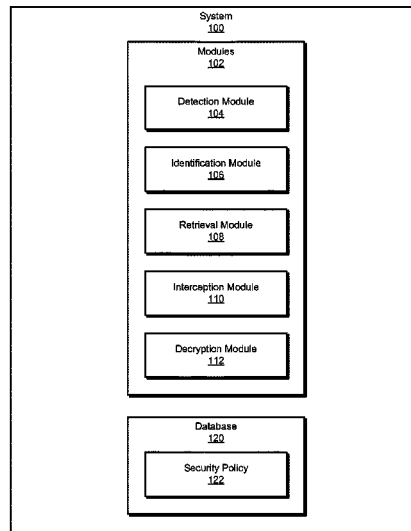 System
100
Modules
102
Detection Module
104
Identification Module
106
Retrieval Module
108
Interception Module
110
Decryption Module
112
Database
120
Security Policy
122